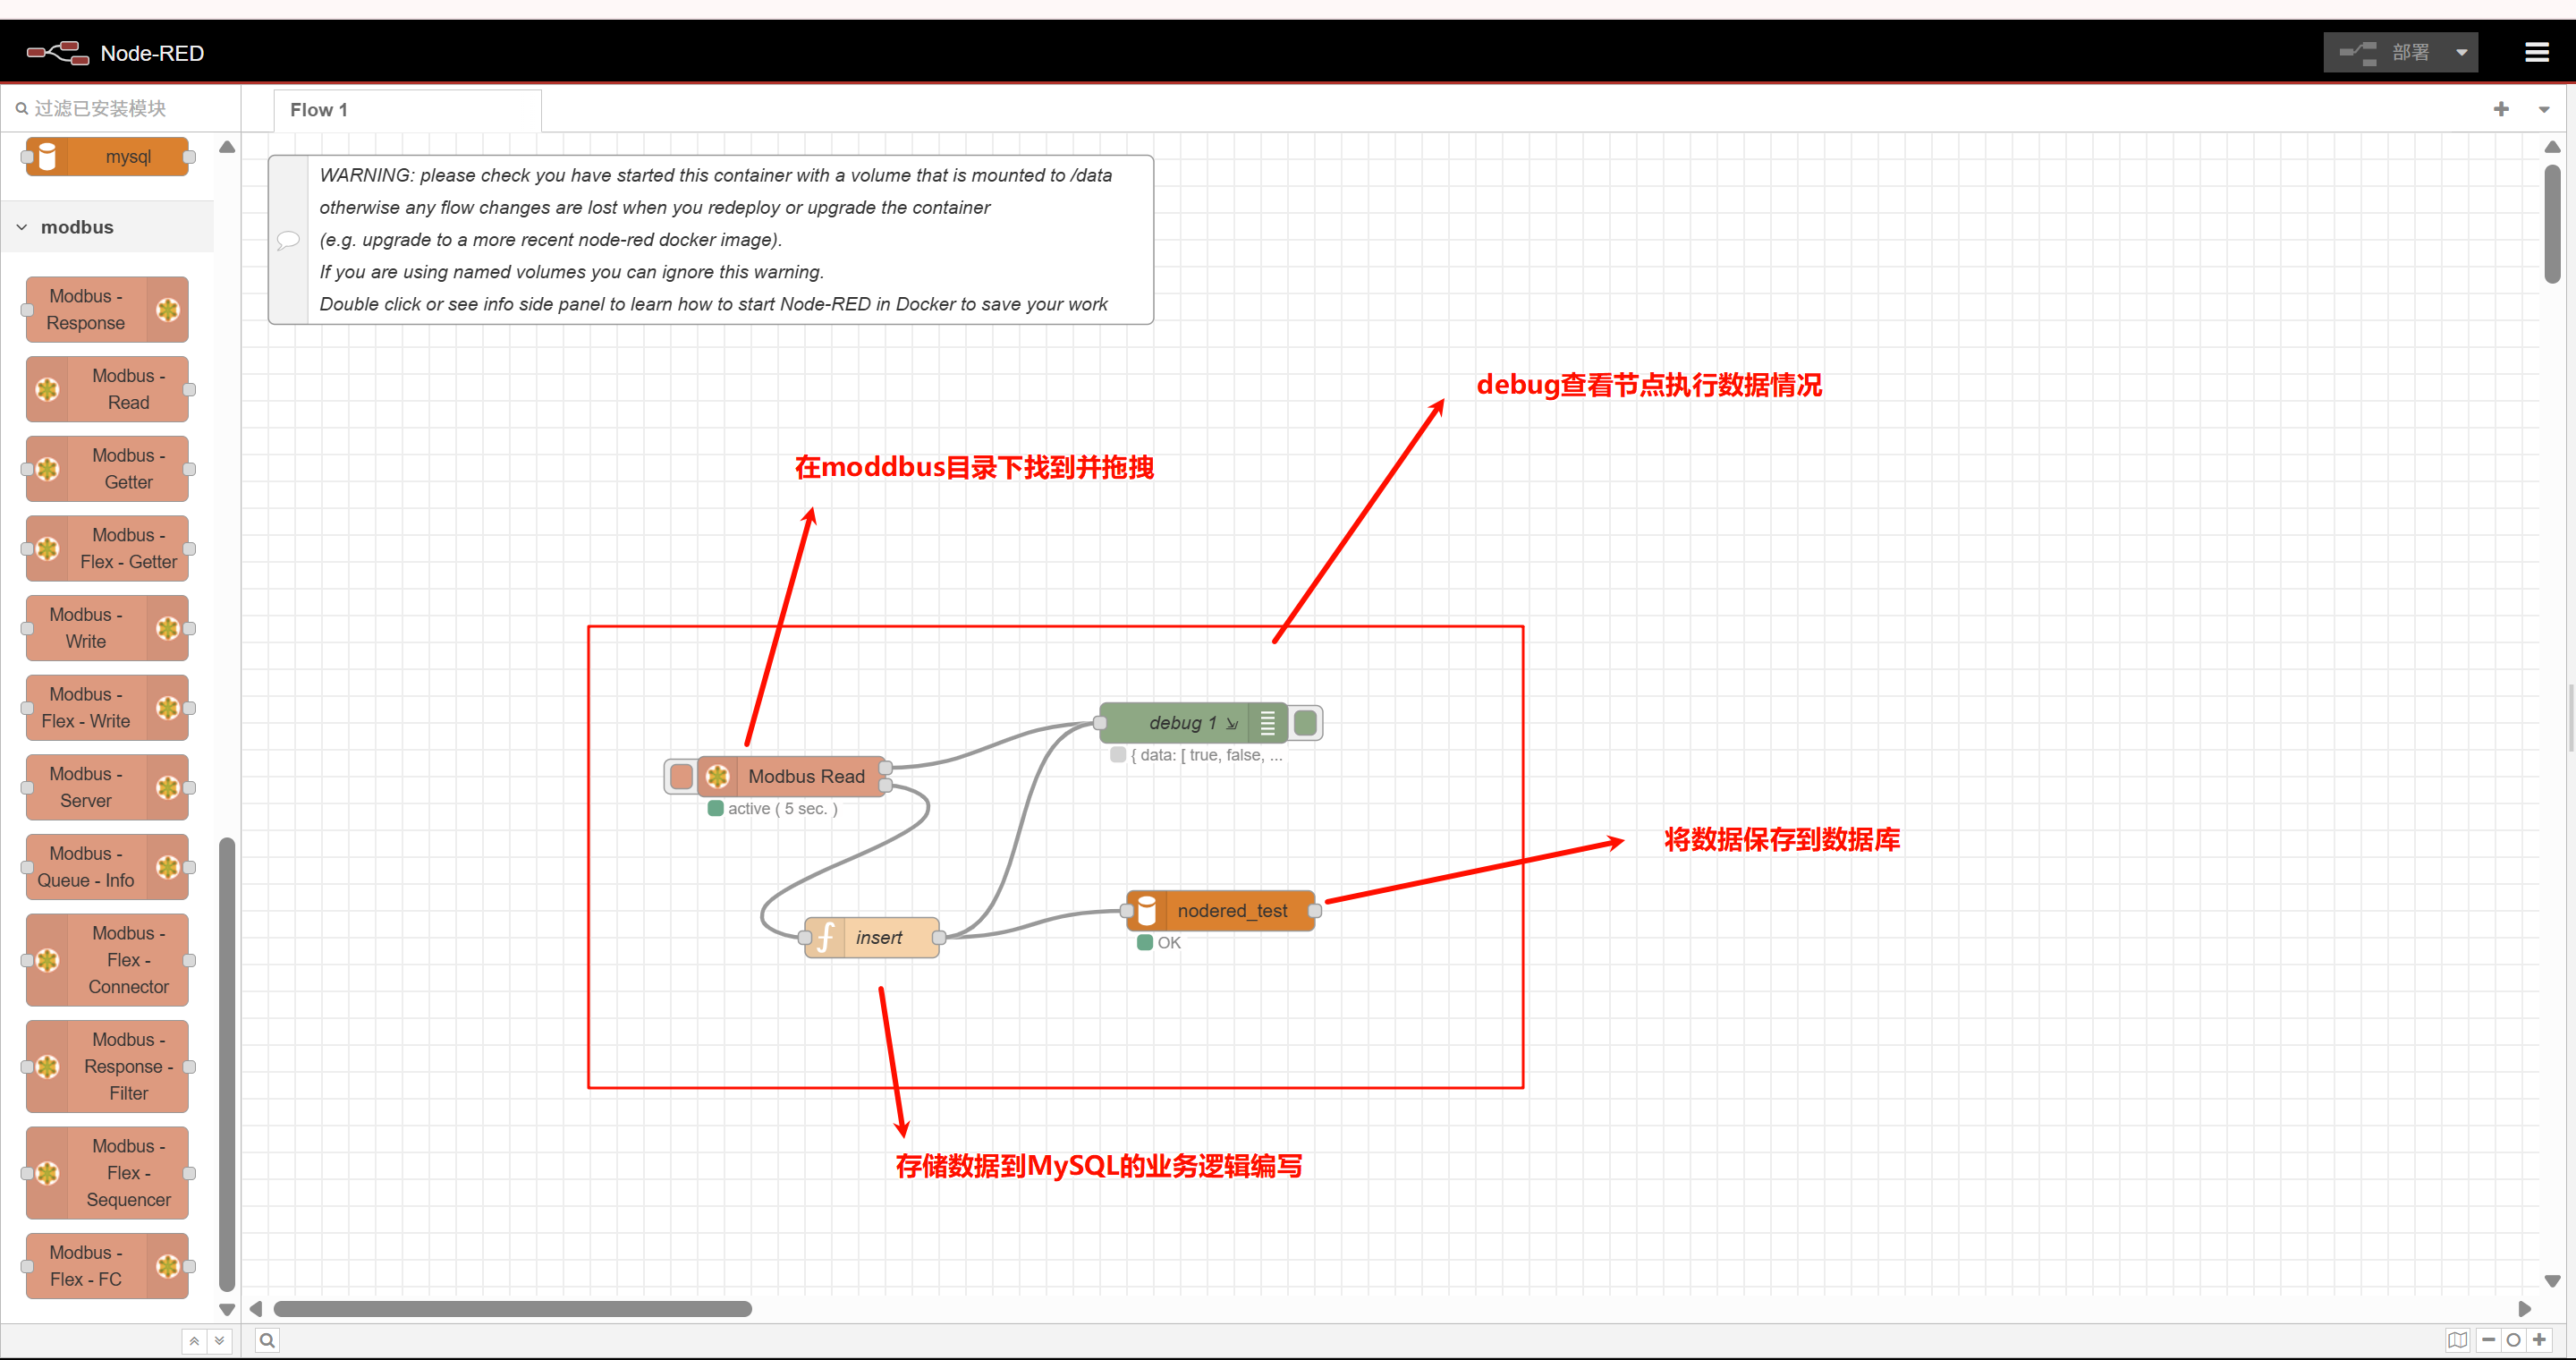 Node-RED
部署
过滤已安装模块
Flow 1
mysql
modbus
Modbus -
Response
Modbus -
Read
Modbus -
Getter
Modbus -
Flex - Getter
Modbus -
Write
Modbus -
Flex - Write
Modbus -
Server
Modbus -
Queue - Info
Modbus -
Flex -
Connector
Modbus -
Response -
Filter
Modbus -
Flex -
Sequencer
Modbus -
Flex - FC
WARNING: please check you have started this container with a volume that is mounted to /data
otherwise any flow changes are lost when you redeploy or upgrade the container
(e.g. upgrade to a more recent node-red docker image).
If you are using named volumes you can ignore this warning.
Double click or see info side panel to learn how to start Node-RED in Docker to save your work
debug查看节点执行数据情况
在moddbus目录下找到并拖拽
debug 1
{ data: [ true, false, ...
Modbus Read
active ( 5 sec. )
将数据保存到数据库
nodered_test
OK
insert
存储数据到MySQL的业务逻辑编写